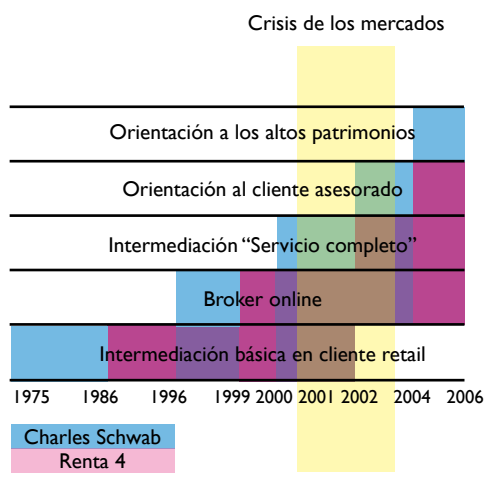 Crisis de los mercados
Orientación a los altos patrimonios
Orientación al cliente asesorado
Intermediación “Servicio completo”
Broker online
Intermediación básica en cliente retail
1975 1986 1996 1999 2000 2001 2002 2004 2006
Charles Schwab
Renta 4